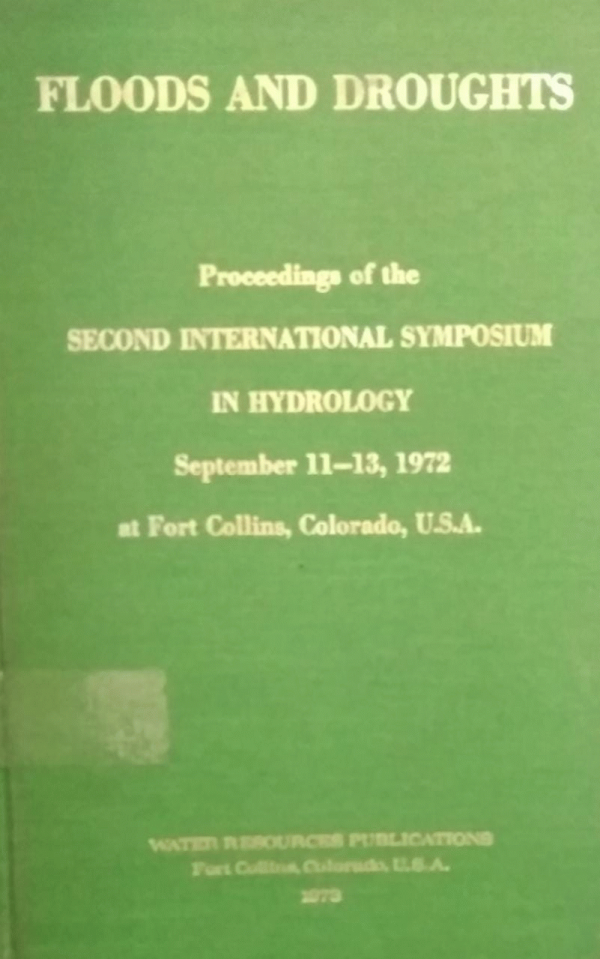 FLOODS AND DROUGHTS
Proceedings of the
SECOND INTERNATIONAL SYMPOSIUM
IN HYDROLOGY
September 11–13, 1972
at Fort Collins, Colorado, U.S.A.
WATER RESOURCES PUBLICATIONS
Fort Collins, Colorado, U.S.A.
1973